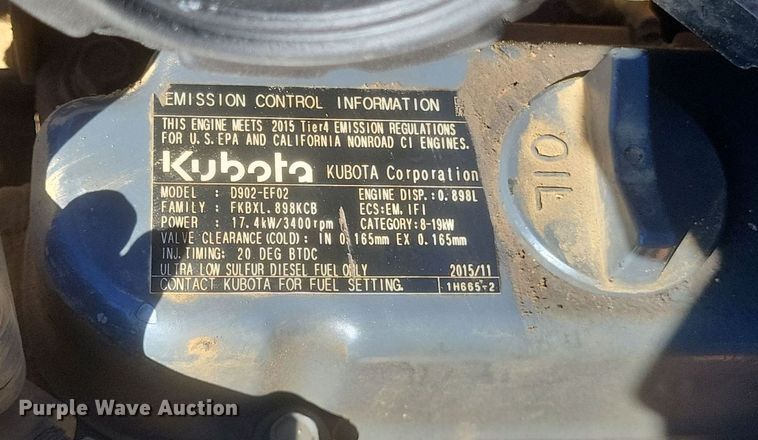 EMISSION CONTROL INFORMATION
THIS ENGINE MEETS 2015 Tier4 EMISSION REGULATIONS
FOR U.S.EPA AND CALIFORNIA NONROAD CI ENGINES.
Kubota KUBOTA Corporation
MODEL : D902-EF02 ENGINE DISP.:0.898L
FAMILY : FKBXL.898KCB ECS:EM,IFI
POWER : 17.4kW/3400rpm CATEGORY:8-19kW
VALVE CLEARANCE(COLD): IN 0.165mm EX 0.165mm
INJ.TIMING: 20 DEG BTDC
ULTRA LOW SULFUR DIESEL FUEL ONLY 2015/11
CONTACT KUBOTA FOR FUEL SETTING. 1H665-2
OIL
Purple Wave Auction